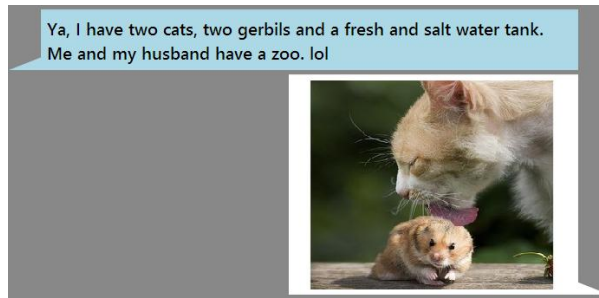 Ya, I have two cats, two gerbils and a fresh and salt water tank.
Me and my husband have a zoo. lol